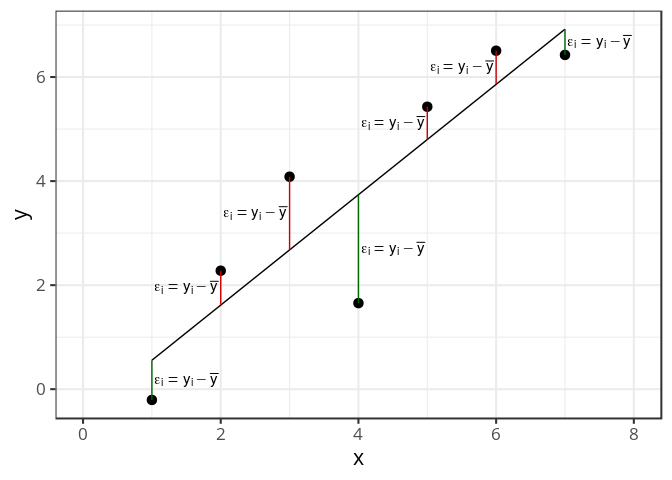 εᵢ = yᵢ − y̅
εᵢ = yᵢ − y̅
εᵢ = yᵢ − y̅
εᵢ = yᵢ − y̅
εᵢ = yᵢ − y̅
εᵢ = yᵢ − y̅
εᵢ = yᵢ − y̅
6
4
2
0
y
0 2 4 6 8
x